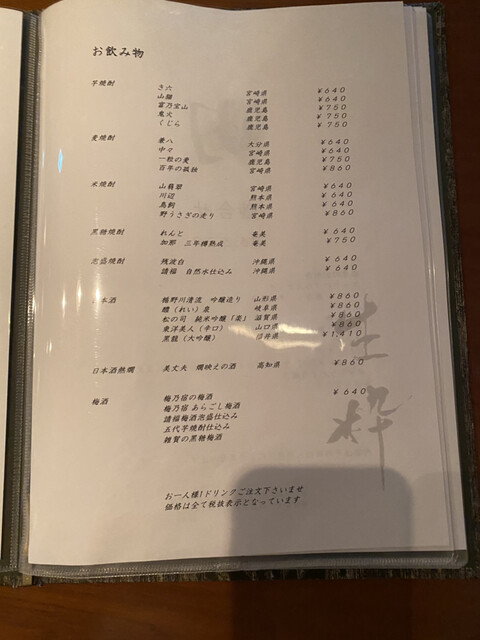 お飲み物
芋焼酎
き六 宮崎県 ¥640
山猫 宮崎県 ¥640
富乃宝山 鹿児島 ¥750
鬼火 鹿児島 ¥750
くじら 鹿児島 ¥750
麦焼酎 兼八 大分県 ¥640
中々 宮崎県 ¥640
一粒の麦 鹿児島 ¥750
百年の孤独 宮崎県 ¥860
米焼酎 山翡翠 宮崎県 ¥640
川辺 熊本県 ¥640
鳥飼 熊本県 ¥640
野うさぎの走り 宮崎県 ¥860
黒糖焼酎 れんと 奄美 ¥640
加那 三年樽熟成 奄美 ¥750
泡盛焼酎 残波白 沖縄県 ¥640
請福 自然水仕込み 沖縄県 ¥640
日本酒 楯野川清流 吟醸造り 山形県 ¥860
醴(れい)泉 岐阜県 ¥860
松の司 純米吟醸「楽」 滋賀県 ¥860
東洋美人(辛口) 山口県 ¥860
黒龍(大吟醸) 福井県 ¥1,410
日本酒熱燗 美丈夫 燗映えの酒 高知県 ¥860
梅酒 梅乃宿の梅酒 ¥640
梅乃宿 あらごし梅酒
請福梅酒泡盛仕込み
五代芋焼酎仕込み
雑賀の黒糖梅酒
お一人様1ドリンクご注文下さいませ
価格は全て税抜表示となっています